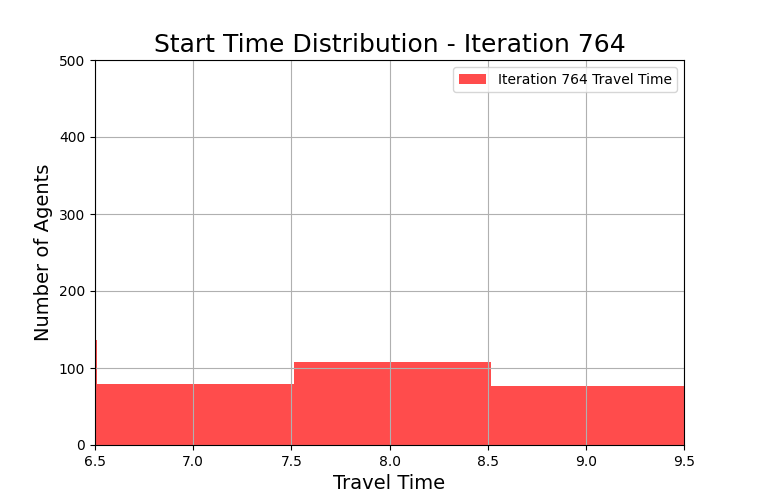 Start Time Distribution - Iteration 764
Iteration 764 Travel Time
Number of Agents
500
400
300
200
100
0
6.5 7.0 7.5 8.0 8.5 9.0 9.5
Travel Time